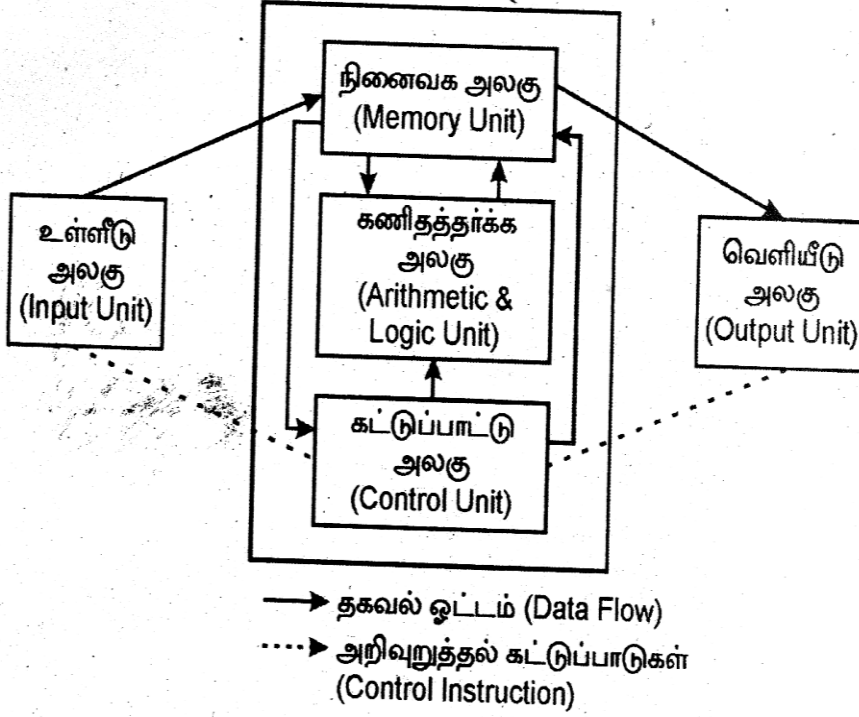 நினைவக அலகு
(Memory Unit)
உள்ளீடு
அலகு
(Input Unit)
கணிதத்தர்க்க
அலகு
(Arithmetic &
Logic Unit)
வெளியீடு
அலகு
(Output Unit)
கட்டுப்பாட்டு
அலகு
(Control Unit)
தகவல் ஓட்டம் (Data Flow)
அறிவுறுத்தல் கட்டுப்பாடுகள்
(Control Instruction)